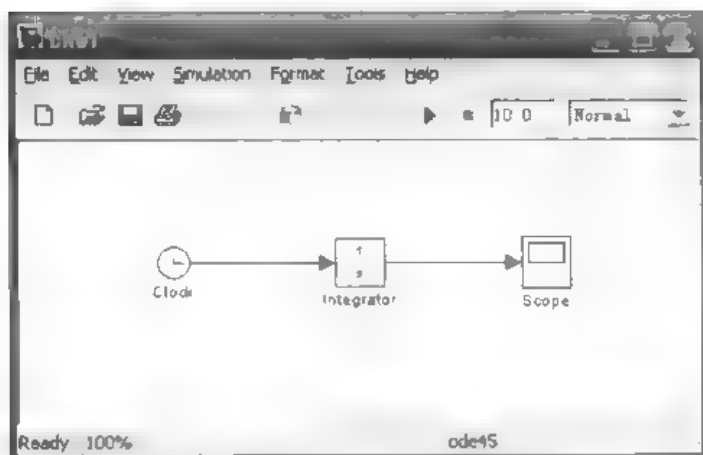 File Edit View Simulation Format Tools Help
10.0 Normal
1
s
Clock
Integrator
Scope
Ready 100% ode45